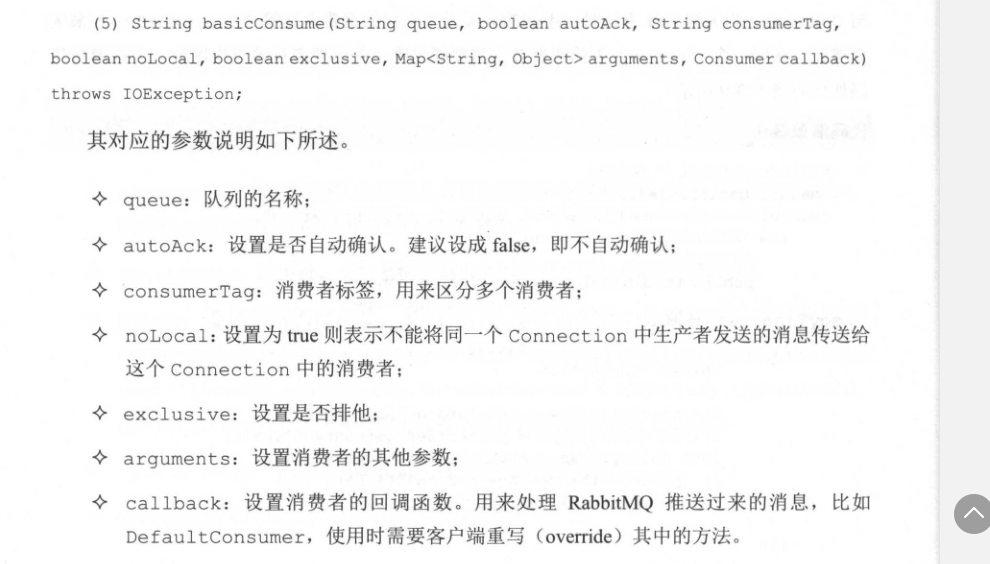 (5) String basicConsume(String queue, boolean autoAck, String consumerTag,
boolean noLocal, boolean exclusive, Map<String, Object> arguments, Consumer callback)
throws IOException;
其对应的参数说明如下所述。
✧ queue：队列的名称；
✧ autoAck：设置是否自动确认。建议设成 false，即不自动确认；
✧ consumerTag：消费者标签，用来区分多个消费者；
✧ noLocal：设置为 true 则表示不能将同一个 Connection 中生产者发送的消息传送给
这个 Connection 中的消费者；
✧ exclusive：设置是否排他；
✧ arguments：设置消费者的其他参数；
✧ callback：设置消费者的回调函数。用来处理 RabbitMQ 推送过来的消息，比如
DefaultConsumer，使用时需要客户端重写（override）其中的方法。